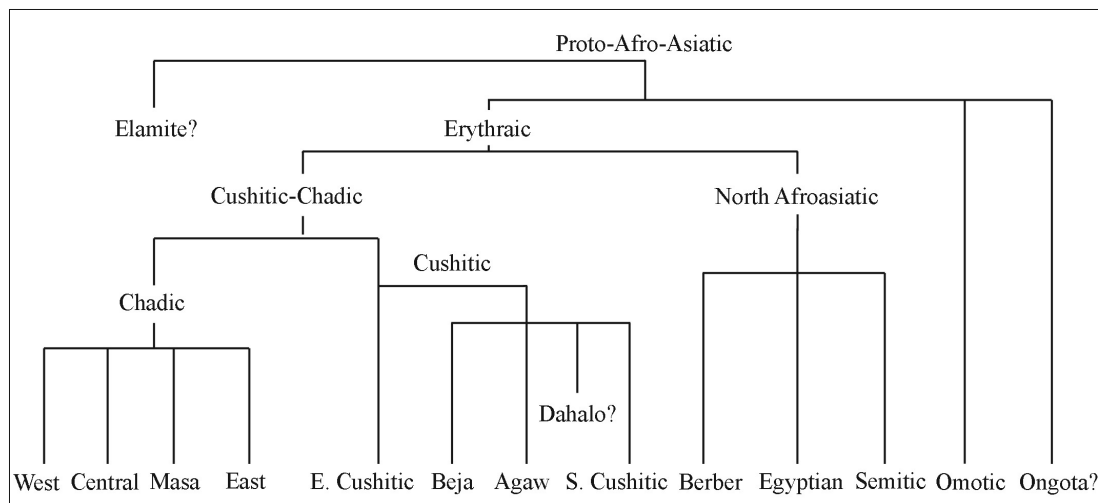 Proto-Afro-Asiatic
Elamite?
Erythraic
Cushitic-Chadic
North Afroasiatic
Cushitic
Chadic
Dahalo?
West Central Masa East E. Cushitic Beja Agaw S. Cushitic Berber Egyptian Semitic Omotic Ongota?